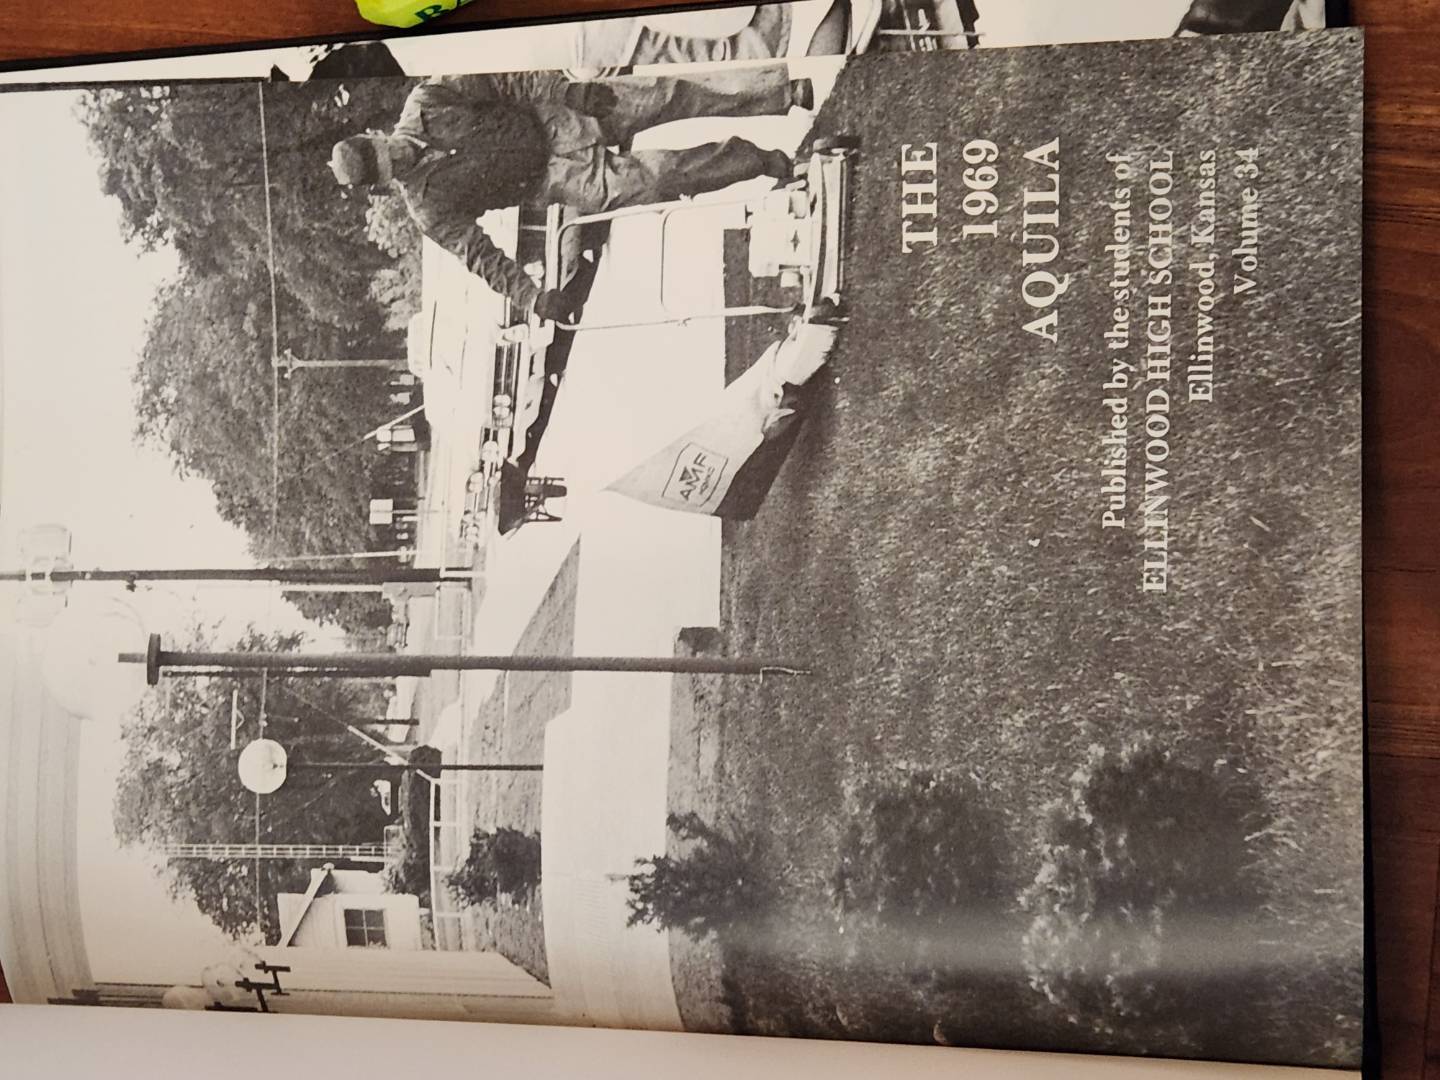 THE
1969
AQUILA
Published by the students of
ELLINWOOD HIGH SCHOOL
Ellinwood, Kansas
Volume 34
AMF